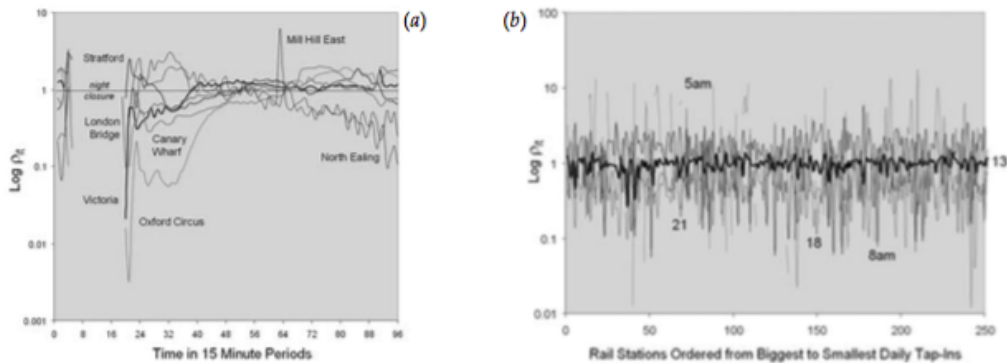 (a)
10
1
0.1
0.01
0.001
Log ρit
Stratford
night
closure
London
Bridge
Victoria
Oxford Circus
Canary
Wharf
Mill Hill East
North Ealing
0 8 16 24 32 40 48 56 64 72 80 88 96
Time in 15 Minute Periods
(b)
100
10
1
0.1
0.01
Log ρit
5am
21
18
8am
13
0 50 100 150 200 250
Rail Stations Ordered from Biggest to Smallest Daily Tap-Ins